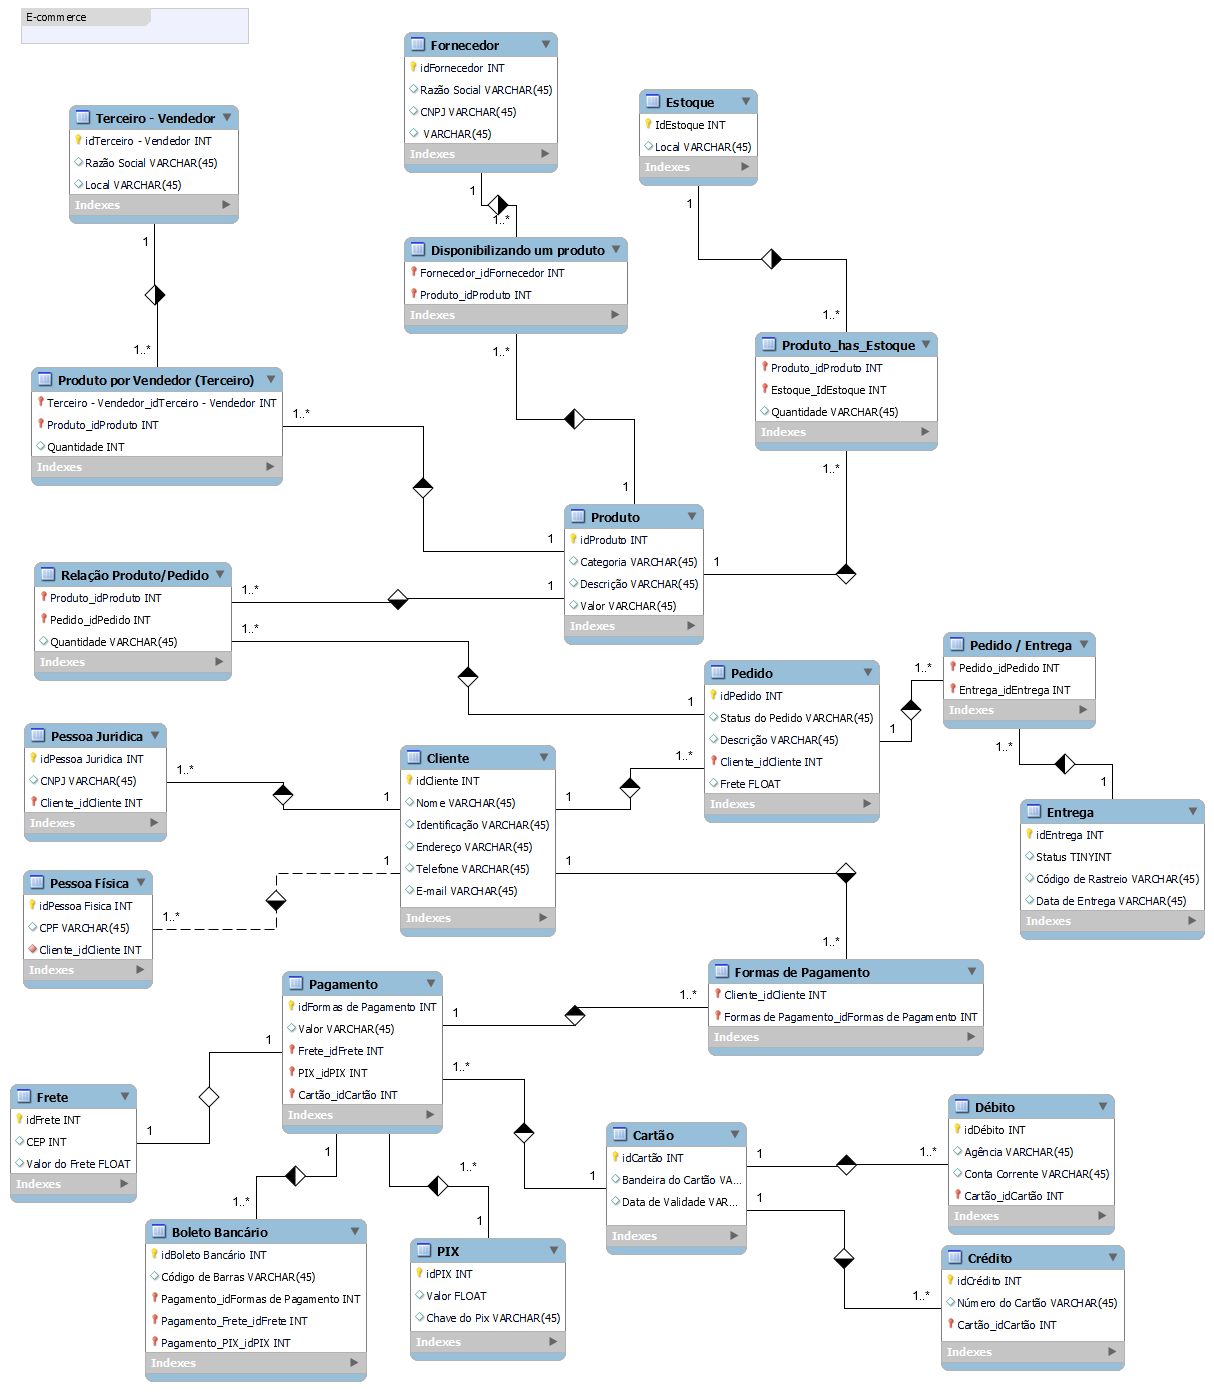 E-commerce
Fornecedor
idFornecedor INT
Razão Social VARCHAR(45)
CNPJ VARCHAR(45)
VARCHAR(45)
Indexes
Estoque
IdEstoque INT
Local VARCHAR(45)
Indexes
Terceiro - Vendedor
idTerceiro - Vendedor INT
Razão Social VARCHAR(45)
Local VARCHAR(45)
Indexes
1
1..*
1
1
1..*
Disponibilizando um produto
Fornecedor_idFornecedor INT
Produto_idProduto INT
Indexes
1..*
1
1..*
Produto_has_Estoque
Produto_idProduto INT
Estoque_IdEstoque INT
Quantidade VARCHAR(45)
Indexes
1..*
1
Produto por Vendedor (Terceiro)
Terceiro - Vendedor_idTerceiro - Vendedor INT
Produto_idProduto INT
Quantidade INT
Indexes
1..*
1
Produto
idProduto INT
Categoria VARCHAR(45)
Descrição VARCHAR(45)
Valor VARCHAR(45)
Indexes
Relação Produto/Pedido
Produto_idProduto INT
Pedido_idPedido INT
Quantidade VARCHAR(45)
Indexes
1..*
1
1..*
1
Pedido
idPedido INT
Status do Pedido VARCHAR(45)
Descrição VARCHAR(45)
Cliente_idCliente INT
Frete FLOAT
Indexes
1..*
1
Pedido / Entrega
Pedido_idPedido INT
Entrega_idEntrega INT
Indexes
1..*
1
Entrega
idEntrega INT
Status TINYINT
Código de Rastreio VARCHAR(45)
Data de Entrega VARCHAR(45)
Indexes
Pessoa Juridica
idPessoa Juridica INT
CNPJ VARCHAR(45)
Cliente_idCliente INT
Indexes
1..*
1
Cliente
idCliente INT
Nome VARCHAR(45)
Identificação VARCHAR(45)
Endereço VARCHAR(45)
Telefone VARCHAR(45)
E-mail VARCHAR(45)
Indexes
1
1..*
Pessoa Física
idPessoa Fisica INT
CPF VARCHAR(45)
Cliente_idCliente INT
Indexes
1..*
1
1
1..*
Formas de Pagamento
Cliente_idCliente INT
Formas de Pagamento_idFormas de Pagamento INT
Indexes
1..*
1
Pagamento
idFormas de Pagamento INT
Valor VARCHAR(45)
Frete_idFrete INT
PIX_idPIX INT
Cartão_idCartão INT
Indexes
1
1
Frete
idFrete INT
CEP INT
Valor do Frete FLOAT
Indexes
1
1..*
Boleto Bancário
idBoleto Bancário INT
Código de Barras VARCHAR(45)
Pagamento_idFormas de Pagamento INT
Pagamento_Frete_idFrete INT
Pagamento_PIX_idPIX INT
Indexes
1..*
1
PIX
idPIX INT
Valor FLOAT
Chave do Pix VARCHAR(45)
Indexes
1..*
1
Cartão
idCartão INT
Bandeira do Cartão VA...
Data de Validade VAR...
Indexes
1
1..*
Débito
idDébito INT
Agência VARCHAR(45)
Conta Corrente VARCHAR(45)
Cartão_idCartão INT
Indexes
1
1..*
Crédito
idCrédito INT
Número do Cartão VARCHAR(45)
Cartão_idCartão INT
Indexes